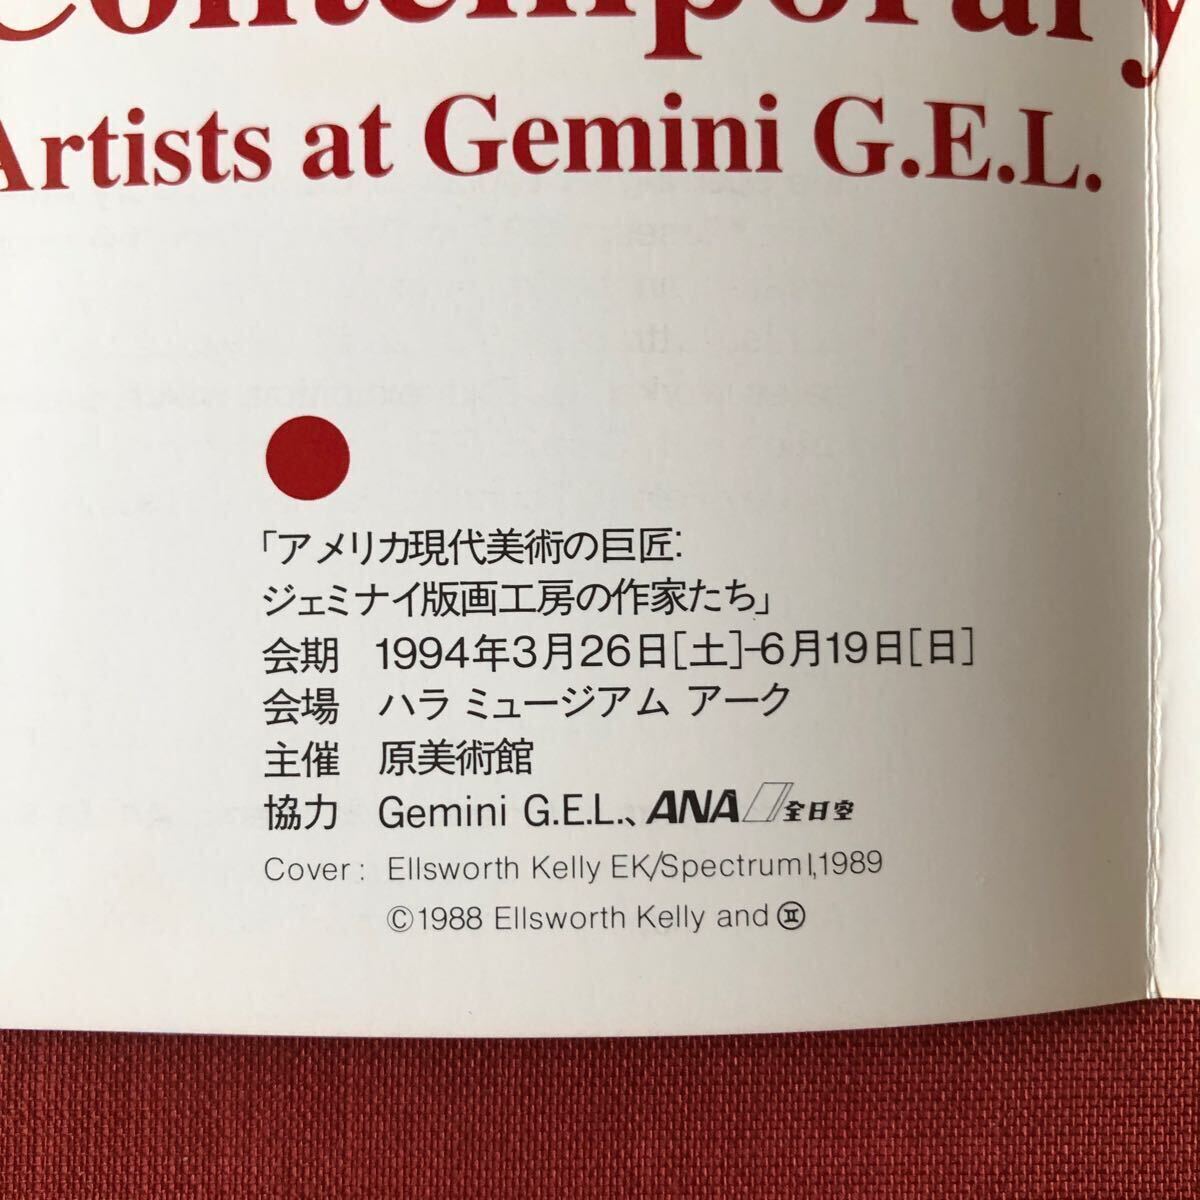 Contemporary
Artists at Gemini G.E.L.
「アメリカ現代美術の巨匠:
ジェミナイ版画工房の作家たち」
会期 1994年3月26日[土]-6月19日[日]
会場 ハラ ミュージアム アーク
主催 原美術館
協力 Gemini G.E.L.、ANA 全日空
Cover : Ellsworth Kelly EK/Spectrum I,1989
©1988 Ellsworth Kelly and Ⅱ